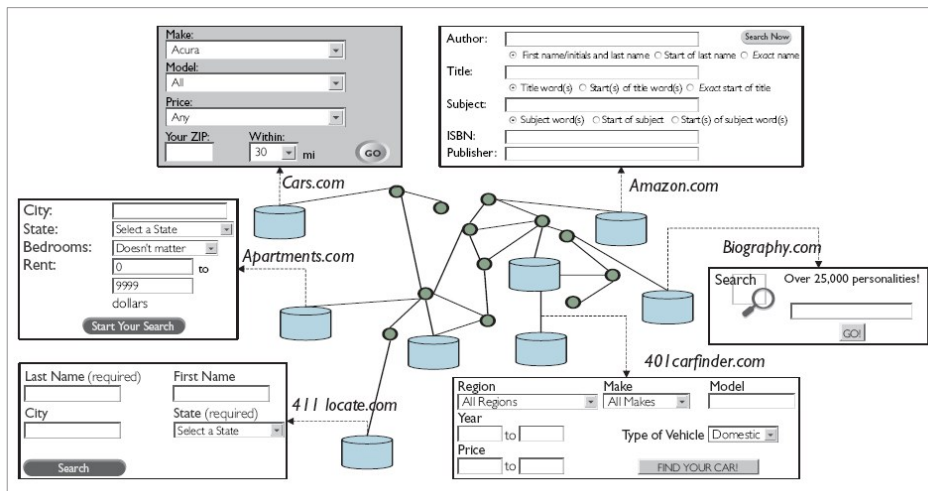 Make:
Acura
Model:
All
Price:
Any
Your ZIP: Within:
30 mi GO
Cars.com
Author: Search Now
First name/initials and last name Start of last name Exact name
Title:
Title word(s) Start(s) of title word(s) Exact start of title
Subject:
Subject word(s) Start of subject Start(s) of subject word(s)
ISBN:
Publisher:
Amazon.com
City:
State: Select a State
Bedrooms: Doesn't matter
Rent: 0 to
9999
dollars
Start Your Search
Apartments.com
Biography.com
Search Over 25,000 personalities!
GO!
Last Name (required) First Name
City State (required)
Select a State
Search
411 locate.com
401carfinder.com
Region Make Model
All Regions All Makes
Year
to Type of Vehicle Domestic
Price
to FIND YOUR CAR!